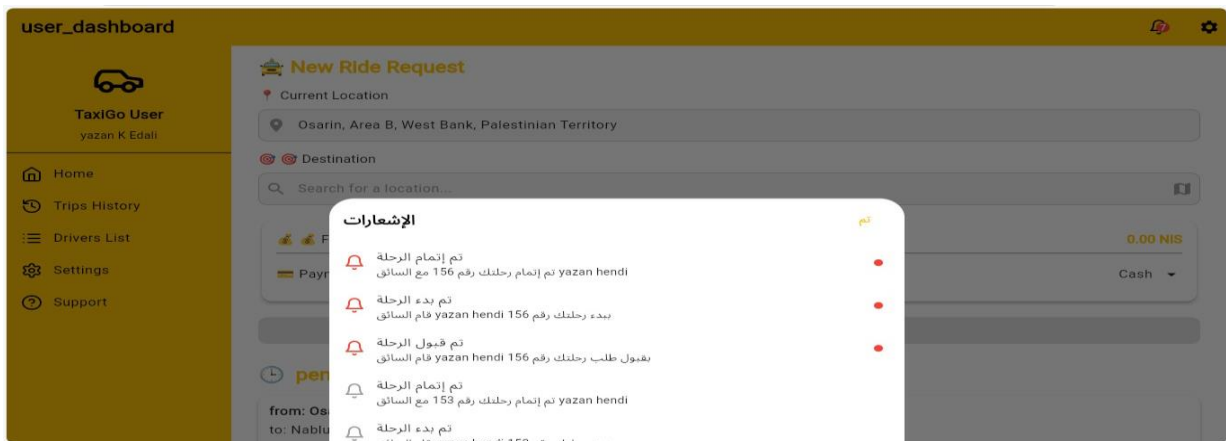 user_dashboard
7
TaxiGo User
yazan K Edali
Home
Trips History
Drivers List
Settings
Support
New Ride Request
Current Location
Osarin, Area B, West Bank, Palestinian Territory
Destination
Search for a location...
F
0.00 NIS
Payr
Cash
pen
from: Os
to: Nablu
الإشعارات
تم
تم إتمام الرحلة
تم إتمام رحلتك رقم 156 مع السائق yazan hendi
تم بدء الرحلة
قام السائق yazan hendi ببدء رحلتك رقم 156
تم قبول الرحلة
قام السائق yazan hendi بقبول طلب رحلتك رقم 156
تم إتمام الرحلة
تم إتمام رحلتك رقم 153 مع السائق yazan hendi
تم بدء الرحلة